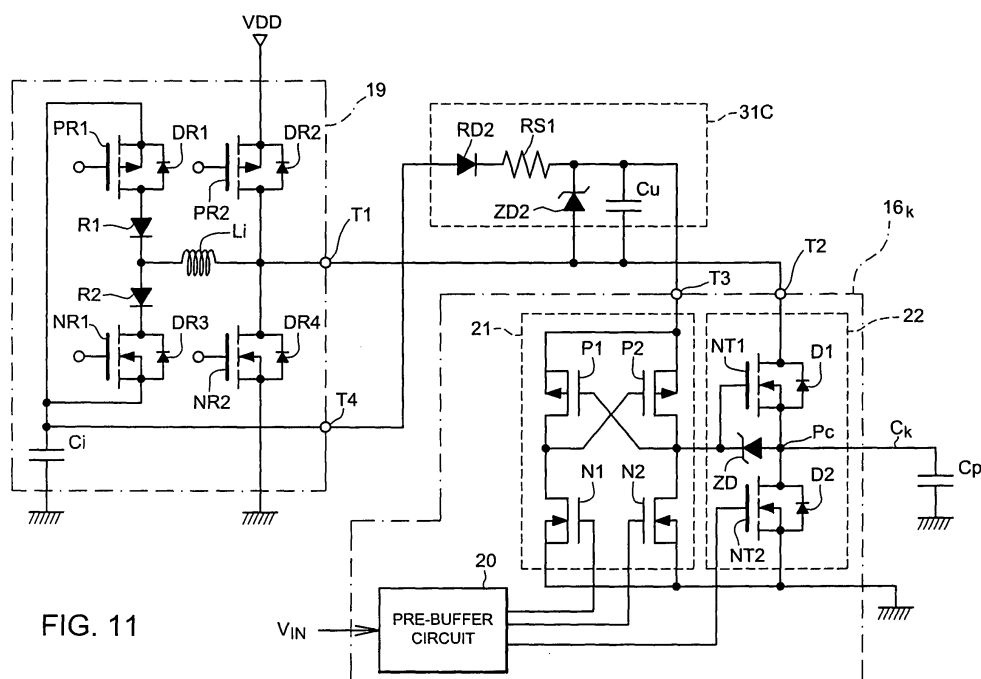 VDD
19
PR1
DR1
DR2
PR2
R1
Li
T1
R2
NR1
DR3
DR4
NR2
T4
Ci
31C
RD2
RS1
ZD2
Cu
16k
T2
T3
21
22
P1
P2
NT1
D1
Pc
Ck
Cp
ZD
N1
N2
D2
NT2
20
PRE-BUFFER
CIRCUIT
VIN
FIG. 11